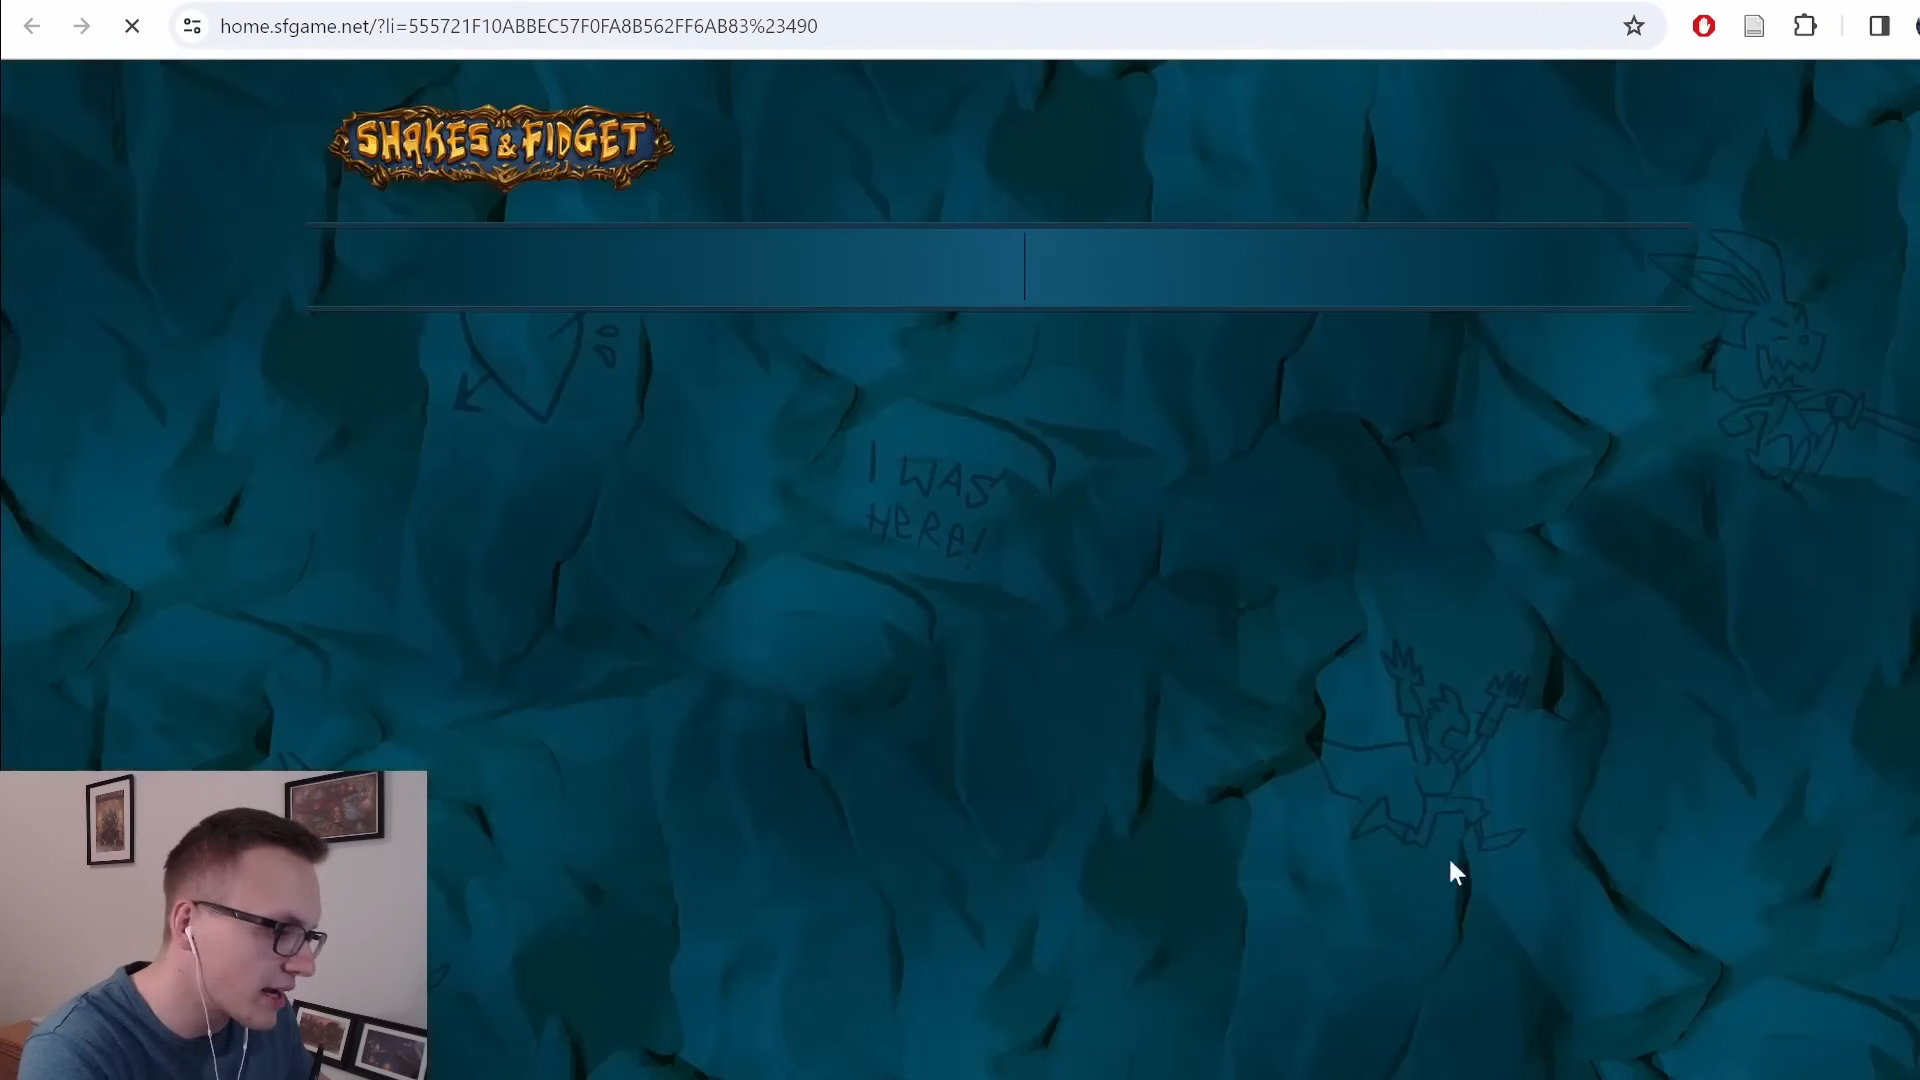 home.sfgame.net/?li=555721F10ABBEC57F0FA8B562FF6AB83%23490
SHAKES & FIDGET
I WAS
HERE!